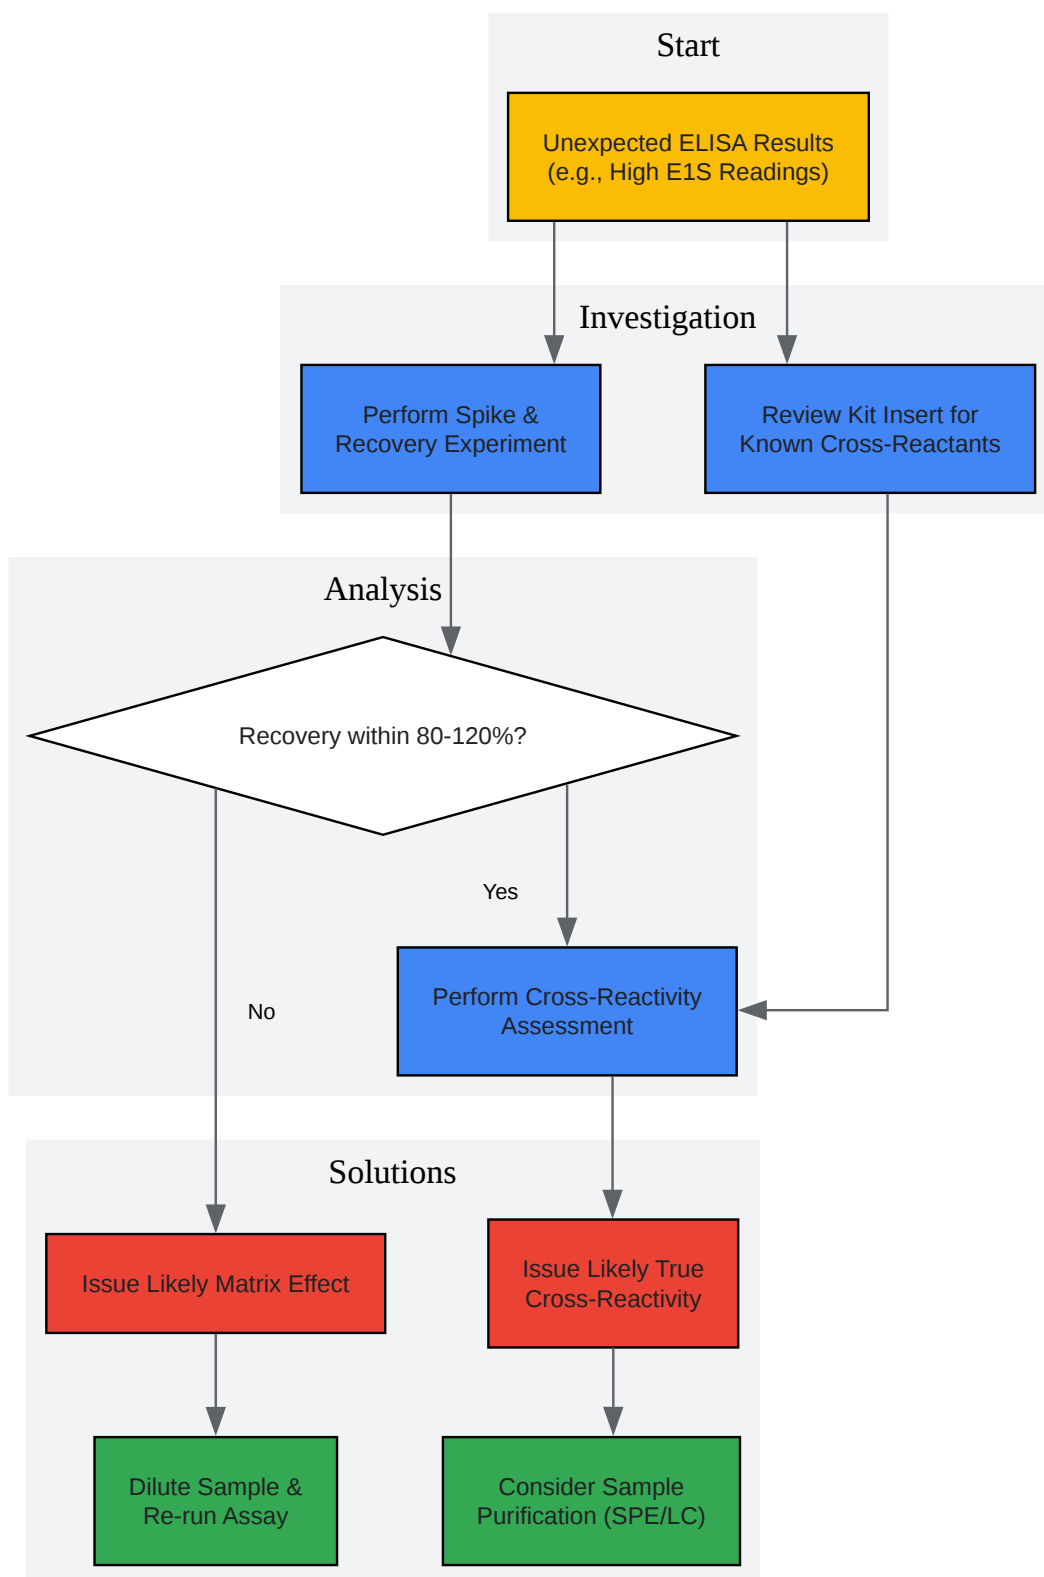 Start
Unexpected ELISA Results
(e.g., High E1S Readings)
Investigation
Perform Spike &
Recovery Experiment
Review Kit Insert for
Known Cross-Reactants
Analysis
Recovery within 80-120%?
Yes
No
Perform Cross-Reactivity
Assessment
Solutions
Issue Likely Matrix Effect
Issue Likely True
Cross-Reactivity
Dilute Sample &
Re-run Assay
Consider Sample
Purification (SPE/LC)